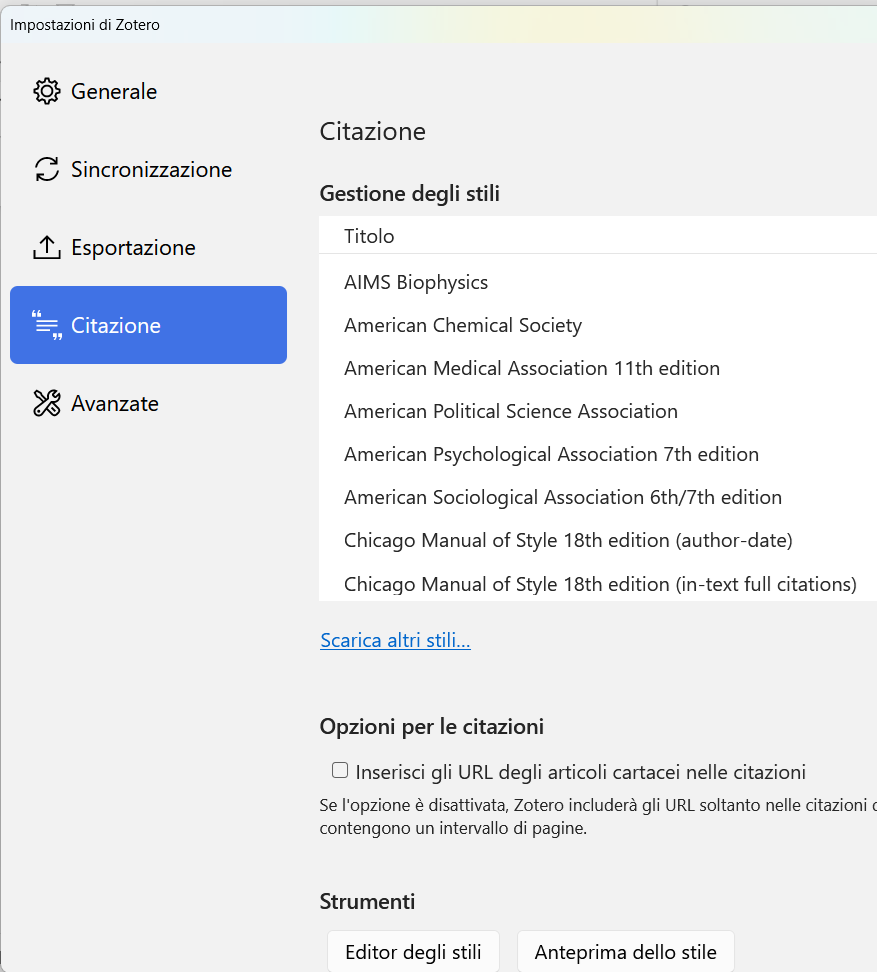 Impostazioni di Zotero
Generale
Sincronizzazione
Esportazione
Citazione
Avanzate
Citazione
Gestione degli stili
Titolo
AIMS Biophysics
American Chemical Society
American Medical Association 11th edition
American Political Science Association
American Psychological Association 7th edition
American Sociological Association 6th/7th edition
Chicago Manual of Style 18th edition (author-date)
Chicago Manual of Style 18th edition (in-text full citations)
Scarica altri stili...
Opzioni per le citazioni
Inserisci gli URL degli articoli cartacei nelle citazioni
Se l'opzione è disattivata, Zotero includerà gli URL soltanto nelle citazioni
contengono un intervallo di pagine.
Strumenti
Editor degli stili
Anteprima dello stile